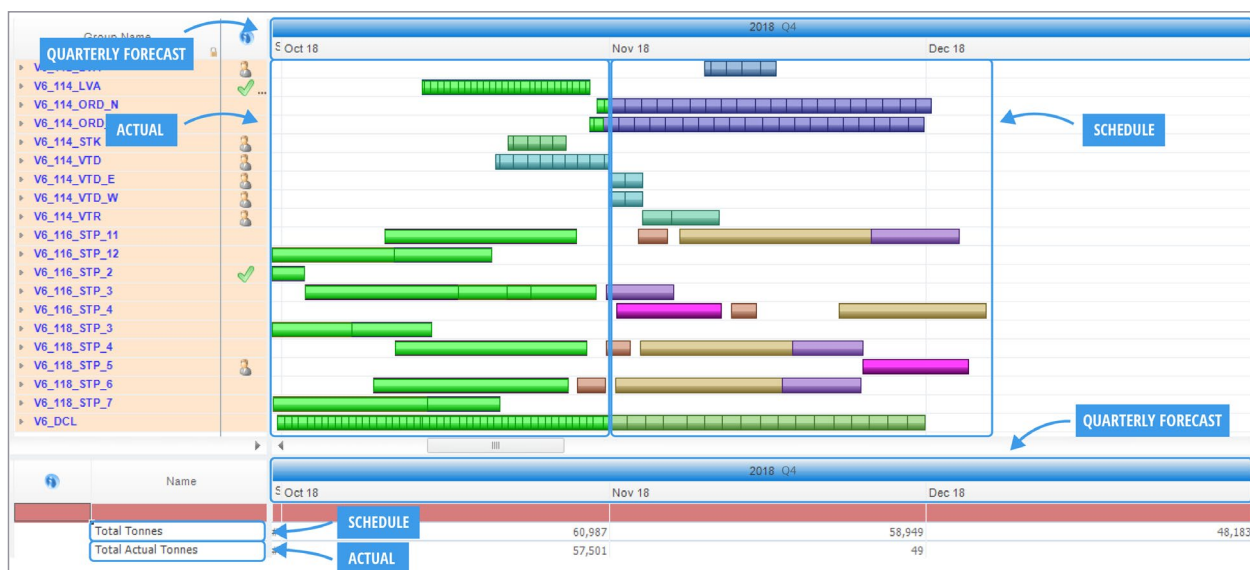 2018 Q4
Group Name
QUARTERLY FORECAST
S Oct 18 Nov 18 Dec 18
V6_114_LVA ...
V6_114_ORD_N
V6_114_ORD_
ACTUAL
SCHEDULE
V6_114_STK
V6_114_VTD
V6_114_VTD_E
V6_114_VTD_W
V6_114_VTR
V6_116_STP_11
V6_116_STP_12
V6_116_STP_2
V6_116_STP_3
V6_116_STP_4
V6_118_STP_3
V6_118_STP_4
V6_118_STP_5
V6_118_STP_6
V6_118_STP_7
V6_DCL
QUARTERLY FORECAST
2018 Q4
Name
S Oct 18 Nov 18 Dec 18
SCHEDULE
Total Tonnes # 60,987 58,949 48,183
Total Actual Tonnes # 57,501 49
ACTUAL